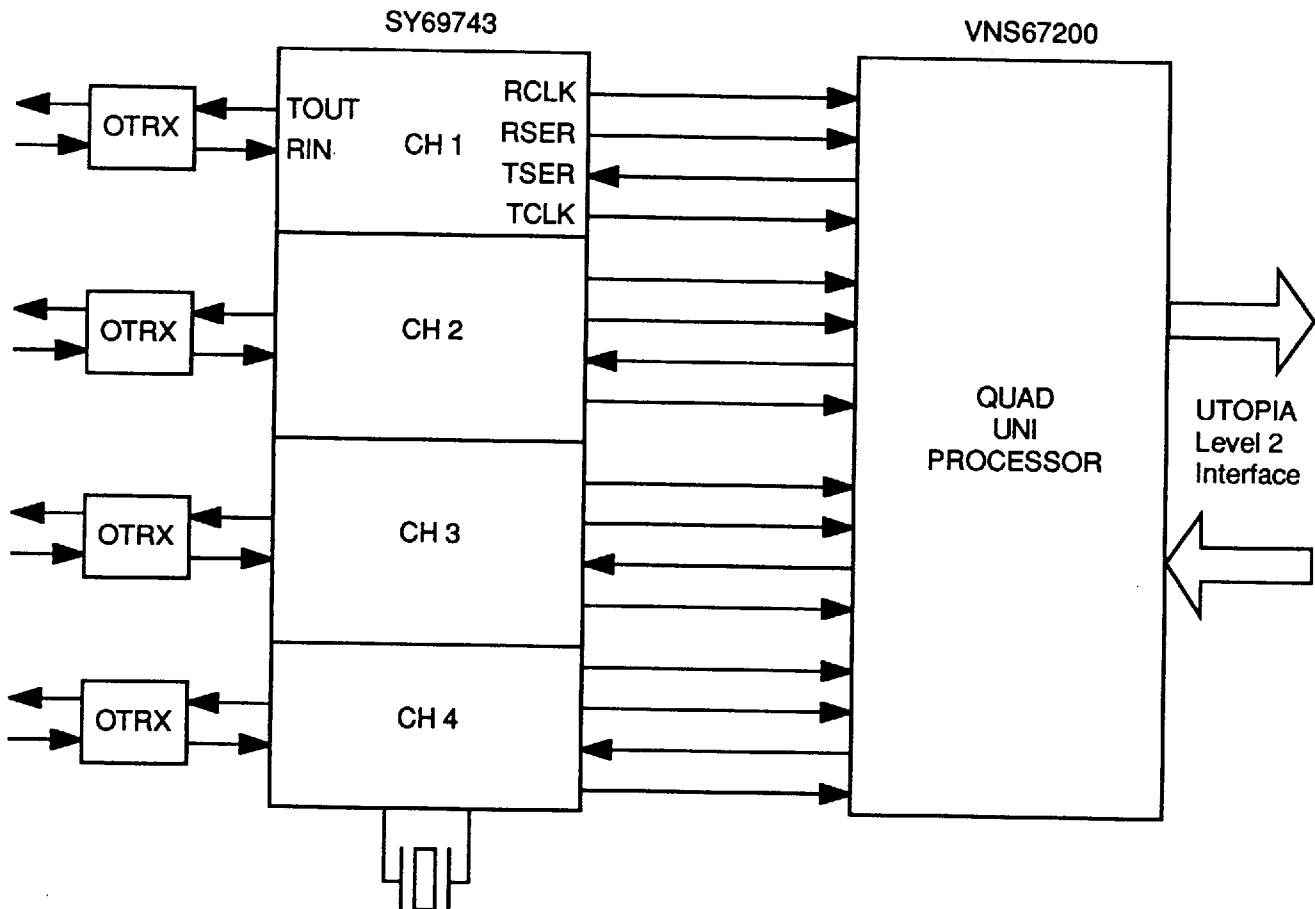 SY69743
VNS67200
OTRX
TOUT
RIN
CH 1
RCLK
RSER
TSER
TCLK
OTRX
CH 2
OTRX
CH 3
OTRX
CH 4
QUAD
UNI
PROCESSOR
UTOPIA
Level 2
Interface